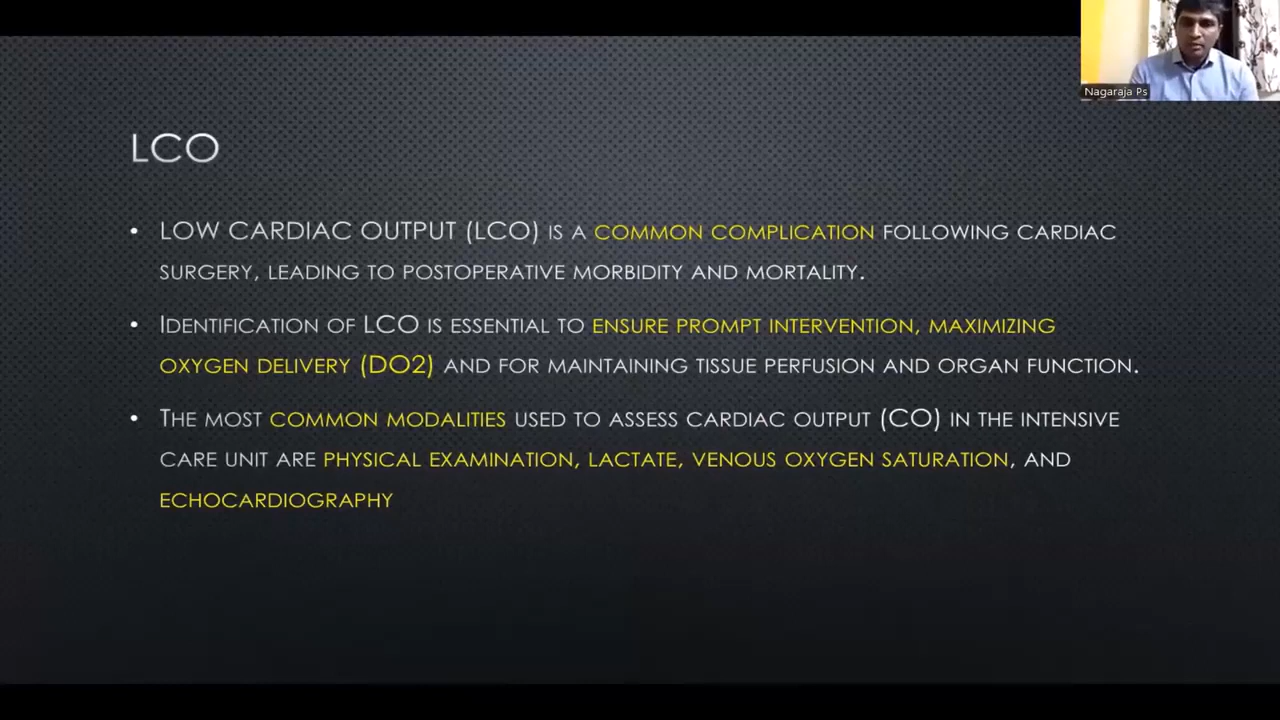 Nagaraja Ps
LCO
• LOW CARDIAC OUTPUT (LCO) IS A COMMON COMPLICATION FOLLOWING CARDIAC
SURGERY, LEADING TO POSTOPERATIVE MORBIDITY AND MORTALITY.
• IDENTIFICATION OF LCO IS ESSENTIAL TO ENSURE PROMPT INTERVENTION, MAXIMIZING
OXYGEN DELIVERY (DO2) AND FOR MAINTAINING TISSUE PERFUSION AND ORGAN FUNCTION.
• THE MOST COMMON MODALITIES USED TO ASSESS CARDIAC OUTPUT (CO) IN THE INTENSIVE
CARE UNIT ARE PHYSICAL EXAMINATION, LACTATE, VENOUS OXYGEN SATURATION, AND
ECHOCARDIOGRAPHY